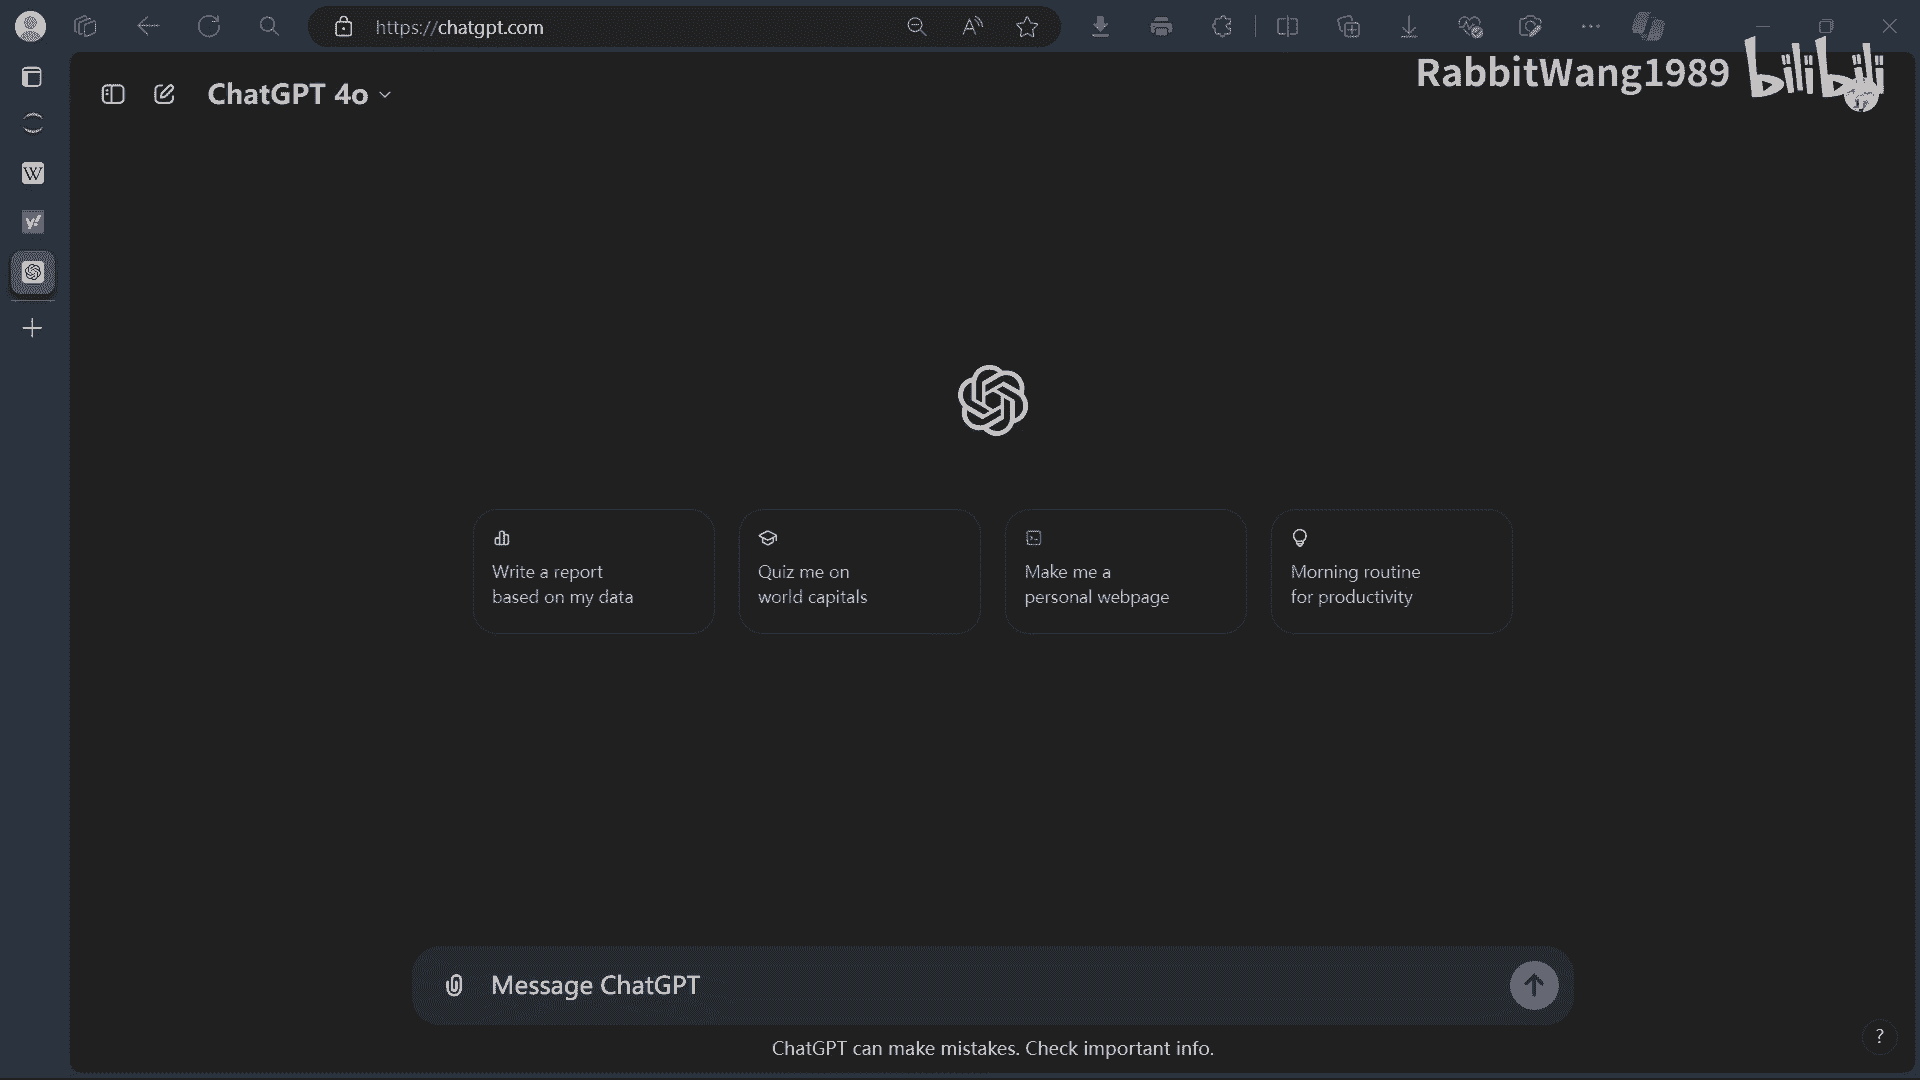 https://chatgpt.com
RabbitWang1989 bilibili
ChatGPT 4o
W
y!
Write a report
based on my data
Quiz me on
world capitals
Make me a
personal webpage
Morning routine
for productivity
Message ChatGPT
ChatGPT can make mistakes. Check important info.
?